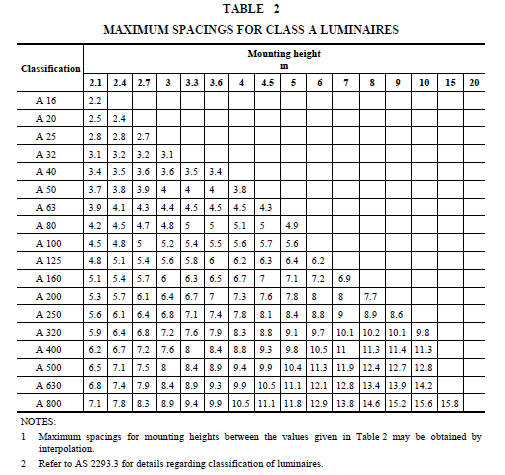 TABLE 2
MAXIMUM SPACINGS FOR CLASS A LUMINAIRES
Classification Mounting height
m
2.1 2.4 2.7 3 3.3 3.6 4 4.5 5 6 7 8 9 10 15 20
A 16 2.2
A 20 2.5 2.4
A 25 2.8 2.8 2.7
A 32 3.1 3.2 3.2 3.1
A 40 3.4 3.5 3.6 3.6 3.5 3.4
A 50 3.7 3.8 3.9 4 4 4 3.8
A 63 3.9 4.1 4.3 4.4 4.5 4.5 4.5 4.3
A 80 4.2 4.5 4.7 4.8 5 5 5.1 5 4.9
A 100 4.5 4.8 5 5.2 5.4 5.5 5.6 5.7 5.6
A 125 4.8 5.1 5.4 5.6 5.8 6 6.2 6.3 6.4 6.2
A 160 5.1 5.4 5.7 6 6.3 6.5 6.7 7 7.1 7.2 6.9
A 200 5.3 5.7 6.1 6.4 6.7 7 7.3 7.6 7.8 8 8 7.7
A 250 5.6 6.1 6.4 6.8 7.1 7.4 7.8 8.1 8.4 8.8 9 8.9 8.6
A 320 5.9 6.4 6.8 7.2 7.6 7.9 8.3 8.8 9.1 9.7 10.1 10.2 10.1 9.8
A 400 6.2 6.7 7.2 7.6 8 8.4 8.8 9.3 9.8 10.5 11 11.3 11.4 11.3
A 500 6.5 7.1 7.5 8 8.4 8.9 9.4 9.9 10.4 11.3 11.9 12.4 12.7 12.8
A 630 6.8 7.4 7.9 8.4 8.9 9.3 9.9 10.5 11.1 12.1 12.8 13.4 13.9 14.2
A 800 7.1 7.8 8.3 8.9 9.4 9.9 10.5 11.1 11.8 12.9 13.8 14.6 15.2 15.6 15.8
NOTES:
1 Maximum spacings for mounting heights between the values given in Table 2 may be obtained by
interpolation.
2 Refer to AS 2293.3 for details regarding classification of luminaires.